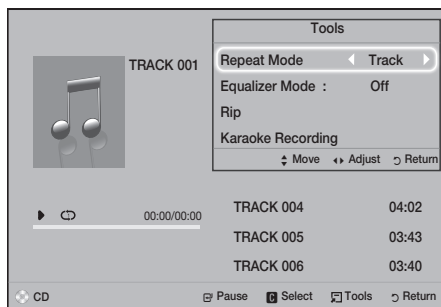 Tools
TRACK 001
Repeat Mode Track
Equalizer Mode : Off
Rip
Karaoke Recording
Move Adjust Return
00:00/00:00
TRACK 004 04:02
TRACK 005 03:43
TRACK 006 03:40
CD Pause C Select Tools Return